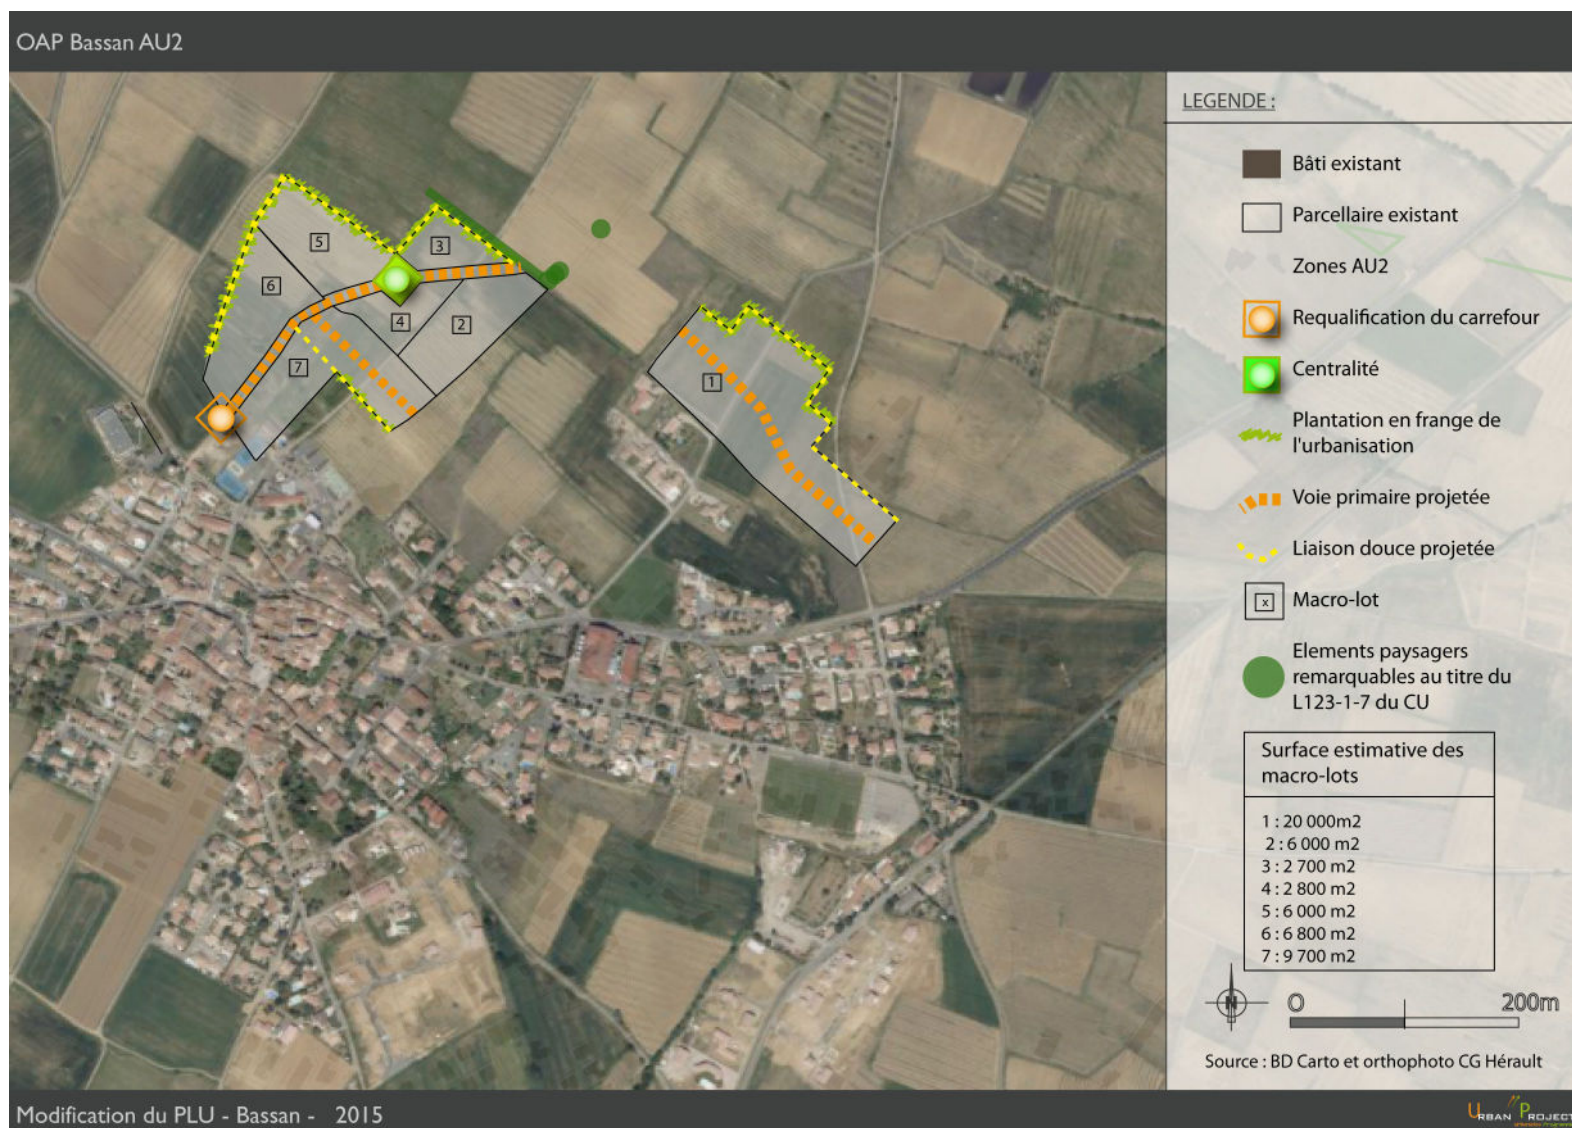 OAP Bassan AU2
LEGENDE :
Bâti existant
Parcellaire existant
Zones AU2
Requalification du carrefour
Centralité
Plantation en frange de
l'urbanisation
Voie primaire projetée
Liaison douce projetée
x
Macro-lot
Elements paysagers
remarquables au titre du
L123-1-7 du CU
Surface estimative des
macro-lots
1 : 20 000m2
2 : 6 000 m2
3 : 2 700 m2
4 : 2 800 m2
5 : 6 000 m2
6 : 6 800 m2
7 : 9 700 m2
N
0
200m
Source : BD Carto et orthophoto CG Hérault
5
3
6
4
2
7
1
Modification du PLU - Bassan - 2015
URBAN PROJECT